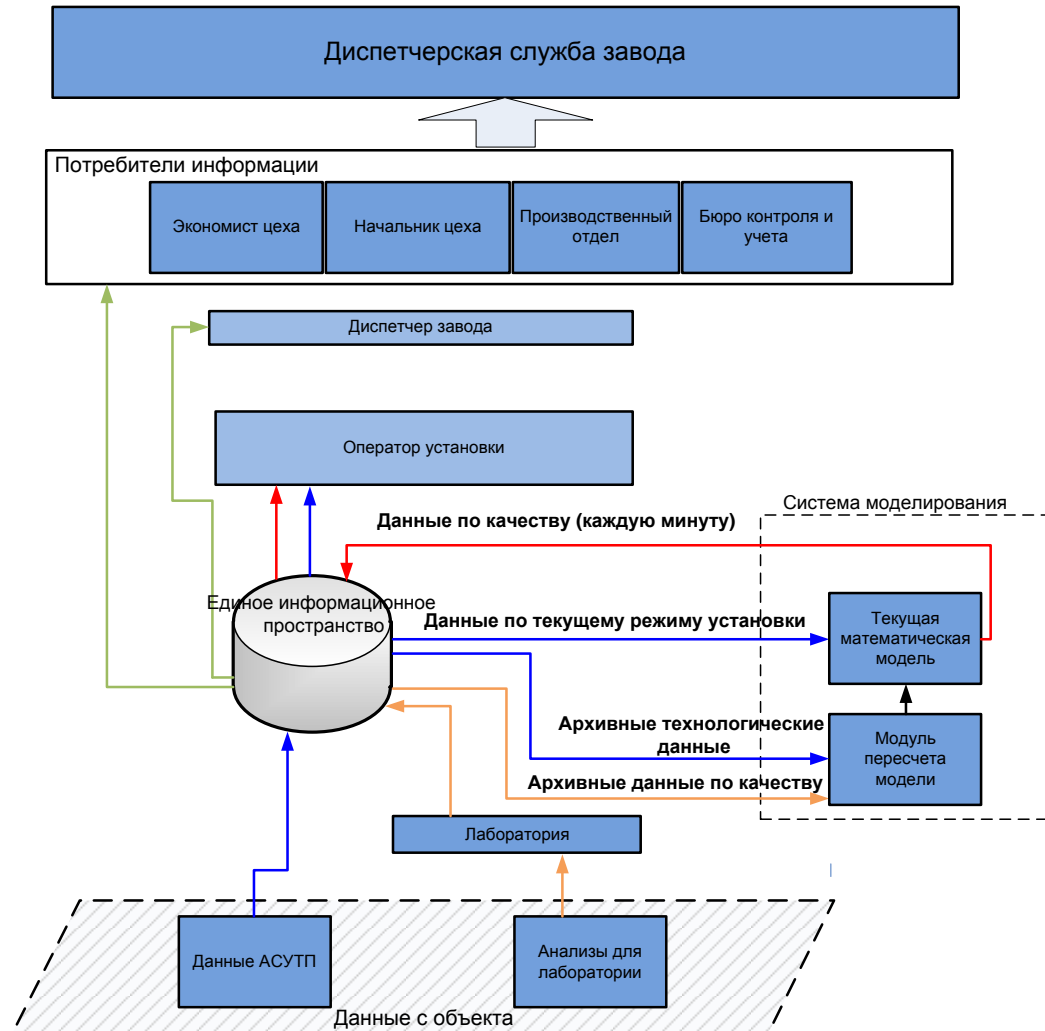 Диспетчерская служба завода
Потребители информации
Экономист цеха
Начальник цеха
Производственный
отдел
Бюро контроля и
учета
Диспетчер завода
Оператор установки
Система моделирования
Данные по качеству (каждую минуту)
Единое информационное
пространство
Данные по текущему режиму установки
Текущая
математическая
модель
Архивные технологические
данные
Модуль
пересчета
модели
Архивные данные по качеству
Лаборатория
Данные АСУТП
Анализы для
лаборатории
Данные с объекта